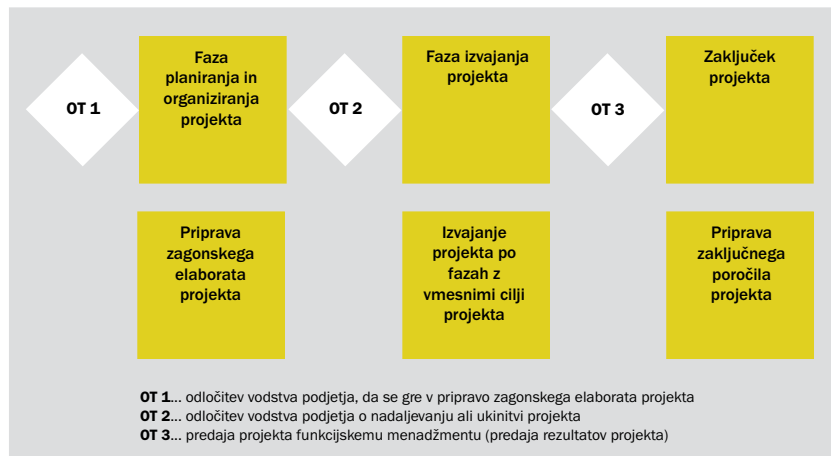 OT 1
Faza
planiranja in
organiziranja
projekta
OT 2
Faza izvajanja
projekta
OT 3
Zaključek
projekta
Priprava
zagonskega
elaborata
projekta
Izvajanje
projekta po
fazah z
vmesnimi cilji
projekta
Priprava
zaključnega
poročila
projekta
OT 1... odločitev vodstva podjetja, da se gre v pripravo zagonskega elaborata projekta
OT 2... odločitev vodstva podjetja o nadaljevanju ali ukinitvi projekta
OT 3... predaja projekta funkcijskemu menadžmentu (predaja rezultatov projekta)